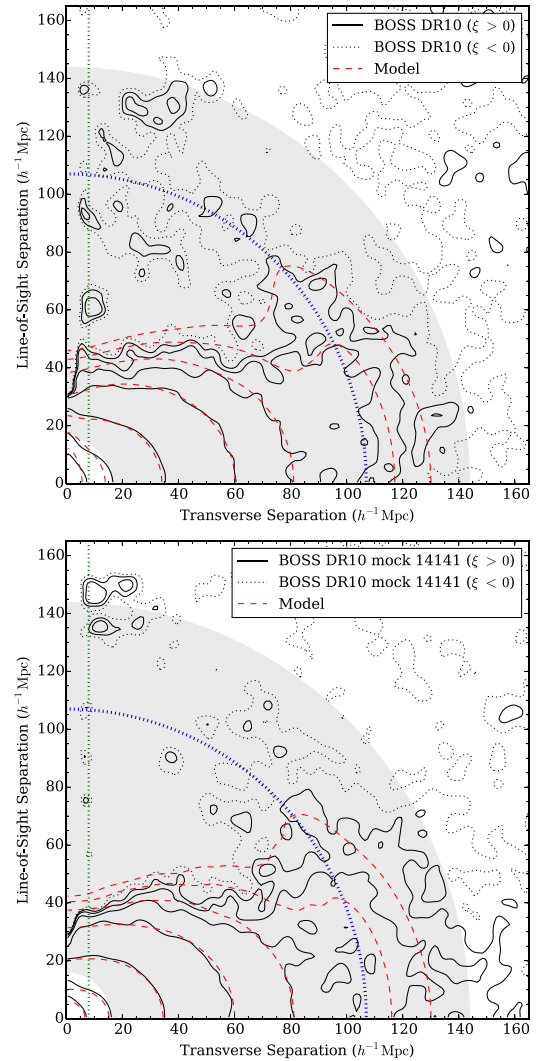 BOSS DR10 (ξ > 0)
BOSS DR10 (ξ < 0)
Model
160
140
120
100
80
60
40
20
0
Line-of-Sight Separation (h⁻¹ Mpc)
0 20 40 60 80 100 120 140 160
Transverse Separation (h⁻¹ Mpc)
BOSS DR10 mock 14141 (ξ > 0)
BOSS DR10 mock 14141 (ξ < 0)
Model
160
140
120
100
80
60
40
20
0
Line-of-Sight Separation (h⁻¹ Mpc)
0 20 40 60 80 100 120 140 160
Transverse Separation (h⁻¹ Mpc)